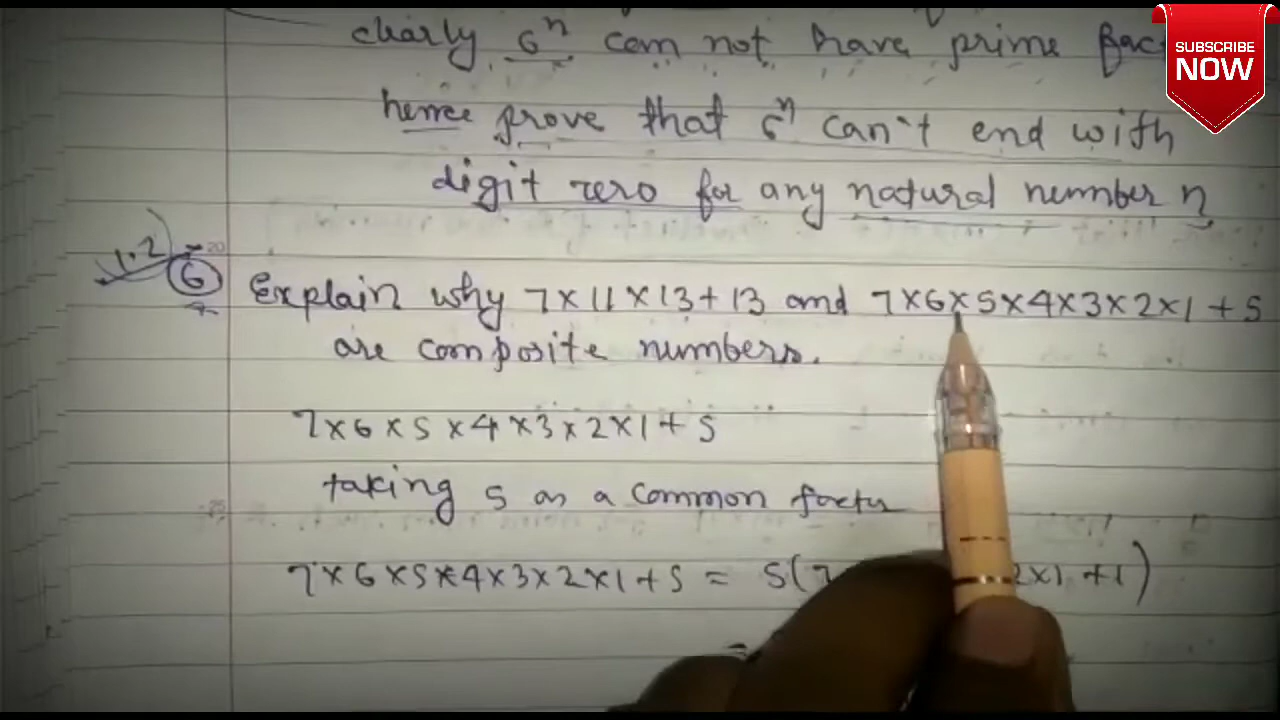 clearly 6ⁿ can not have prime fac
hence prove that 6ⁿ can't end with
digit zero for any natural number n
1.2
6 Explain why 7×11×13+13 and 7×6×5×4×3×2×1+5
are composite numbers.
7×6×5×4×3×2×1+5
taking 5 as a common factor
7×6×5×4×3×2×1+5 = 5(7 2×1+1)
SUBSCRIBE
NOW